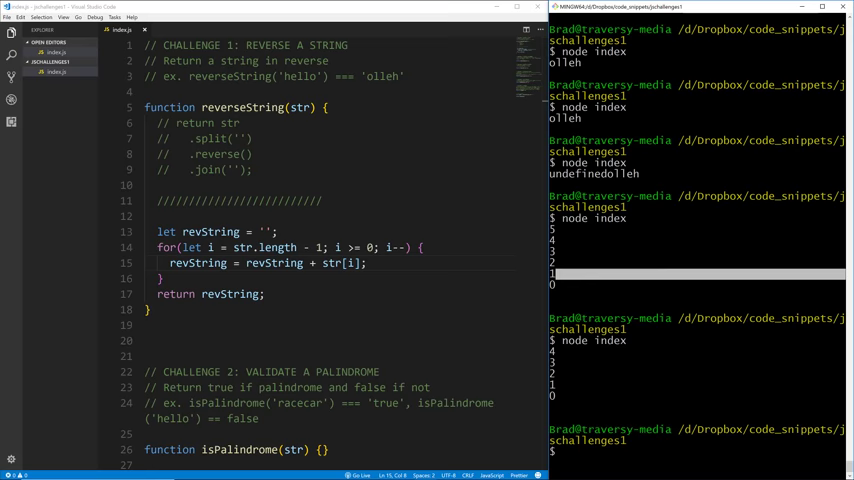 index.js - jschallenges1 - Visual Studio Code
File Edit Selection View Go Debug Tasks Help
EXPLORER
OPEN EDITORS
index.js
JSCHALLENGES1
index.js
index.js
1 // CHALLENGE 1: REVERSE A STRING
2 // Return a string in reverse
3 // ex. reverseString('hello') === 'olleh'
4
5 function reverseString(str) {
6 // return str
7 // .split('')
8 // .reverse()
9 // .join('');
10
11 //////////////////////////
12
13 let revString = '';
14 for(let i = str.length - 1; i >= 0; i--) {
15 revString = revString + str[i];
16 }
17 return revString;
18 }
19
20
21
22 // CHALLENGE 2: VALIDATE A PALINDROME
23 // Return true if palindrome and false if not
24 // ex. isPalindrome('racecar') === 'true', isPalindrome
('hello') == false
25
26 function isPalindrome(str) {}
27
0 0
Go Live Ln 15, Col 8 Spaces: 2 UTF-8 CRLF JavaScript Prettier
MINGW64:/d/Dropbox/code_snippets/jschallenges1
Brad@traversy-media /d/Dropbox/code_snippets/j
schallenges1
$ node index
olleh
Brad@traversy-media /d/Dropbox/code_snippets/j
schallenges1
$ node index
olleh
Brad@traversy-media /d/Dropbox/code_snippets/j
schallenges1
$ node index
undefinedolleh
Brad@traversy-media /d/Dropbox/code_snippets/j
schallenges1
$ node index
5
4
3
2
1
0
Brad@traversy-media /d/Dropbox/code_snippets/j
schallenges1
$ node index
4
3
2
1
0
Brad@traversy-media /d/Dropbox/code_snippets/j
schallenges1
$